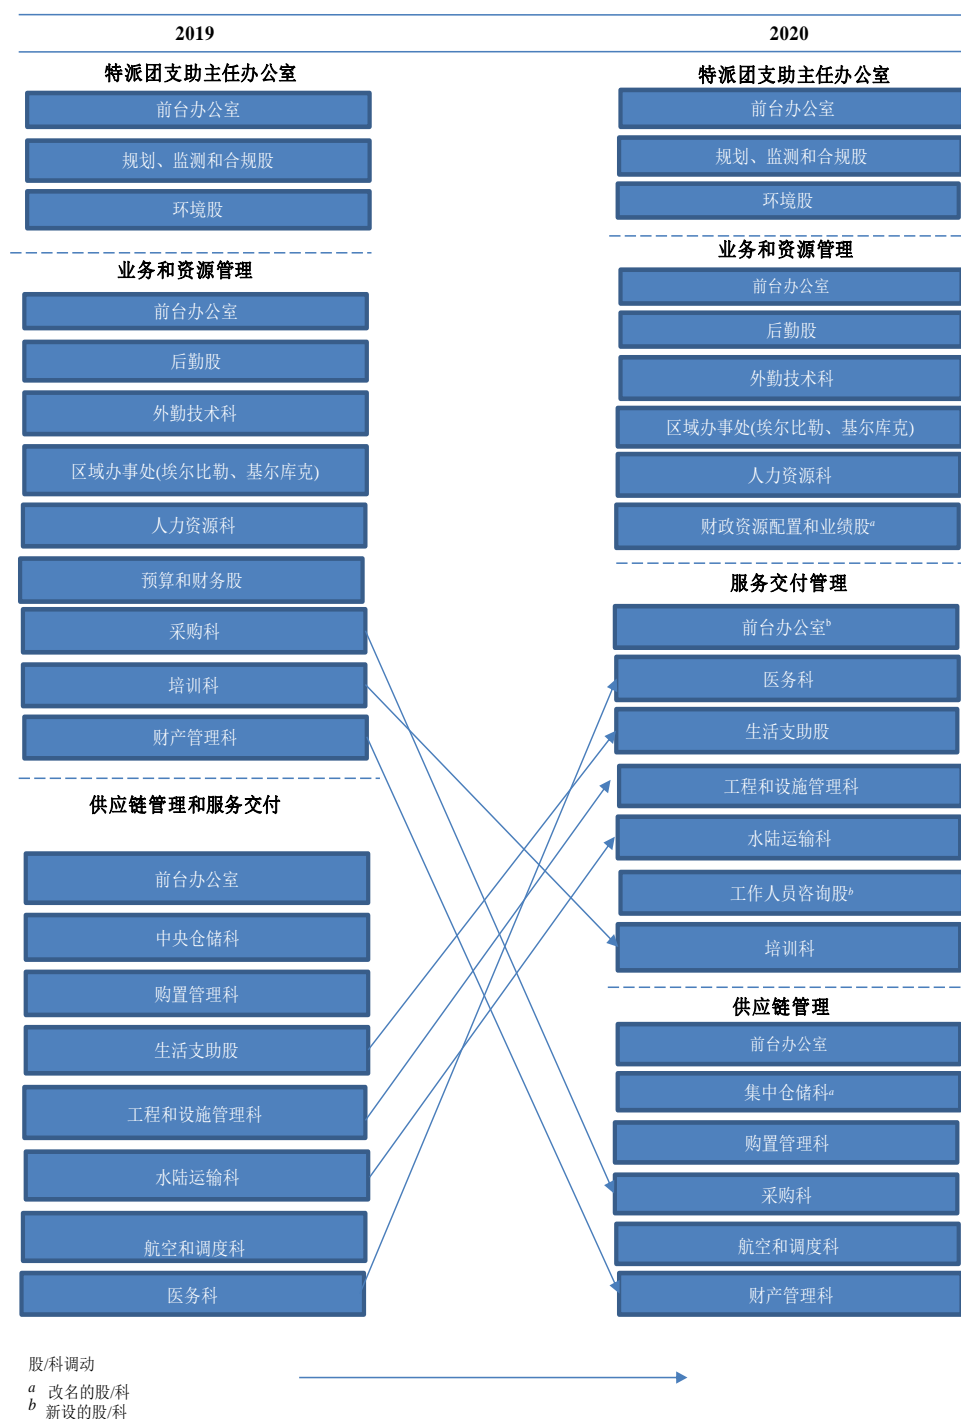 2019
特派团支助主任办公室
前台办公室
规划、监测和合规股
环境股
业务和资源管理
前台办公室
后勤股
外勤技术科
区域办事处(埃尔比勒、基尔库克)
人力资源科
预算和财务股
采购科
培训科
财产管理科
供应链管理和服务交付
前台办公室
中央仓储科
购置管理科
生活支助股
工程和设施管理科
水陆运输科
航空和调度科
医务科
2020
特派团支助主任办公室
前台办公室
规划、监测和合规股
环境股
业务和资源管理
前台办公室
后勤股
外勤技术科
区域办事处(埃尔比勒、基尔库克)
人力资源科
财政资源配置和业绩股a
服务交付管理
前台办公室b
医务科
生活支助股
工程和设施管理科
水陆运输科
工作人员咨询股b
培训科
供应链管理
前台办公室
集中仓储科a
购置管理科
采购科
航空和调度科
财产管理科
股/科调动
a 改名的股/科
b 新设的股/科